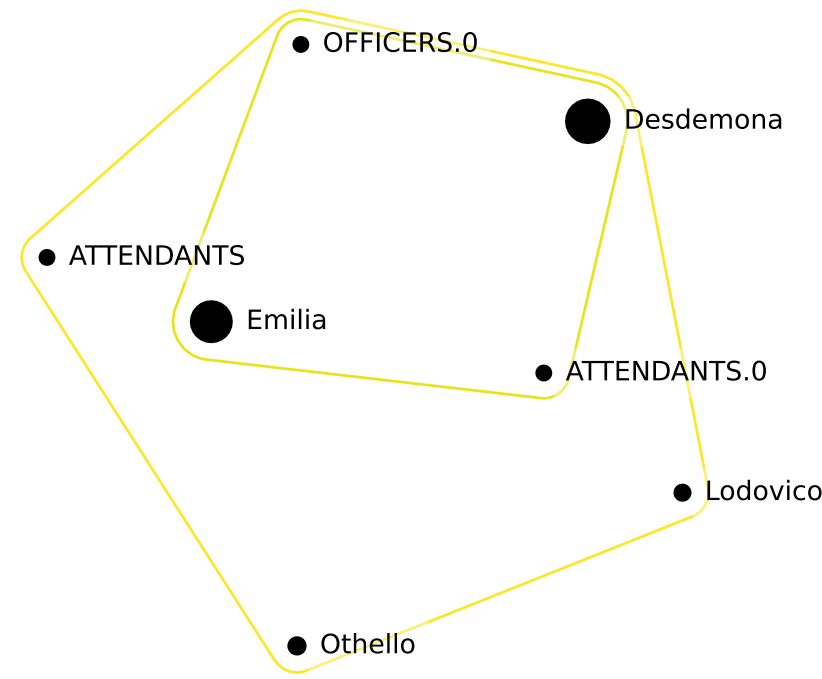 OFFICERS.0
Desdemona
ATTENDANTS
Emilia
ATTENDANTS.0
Lodovico
Othello